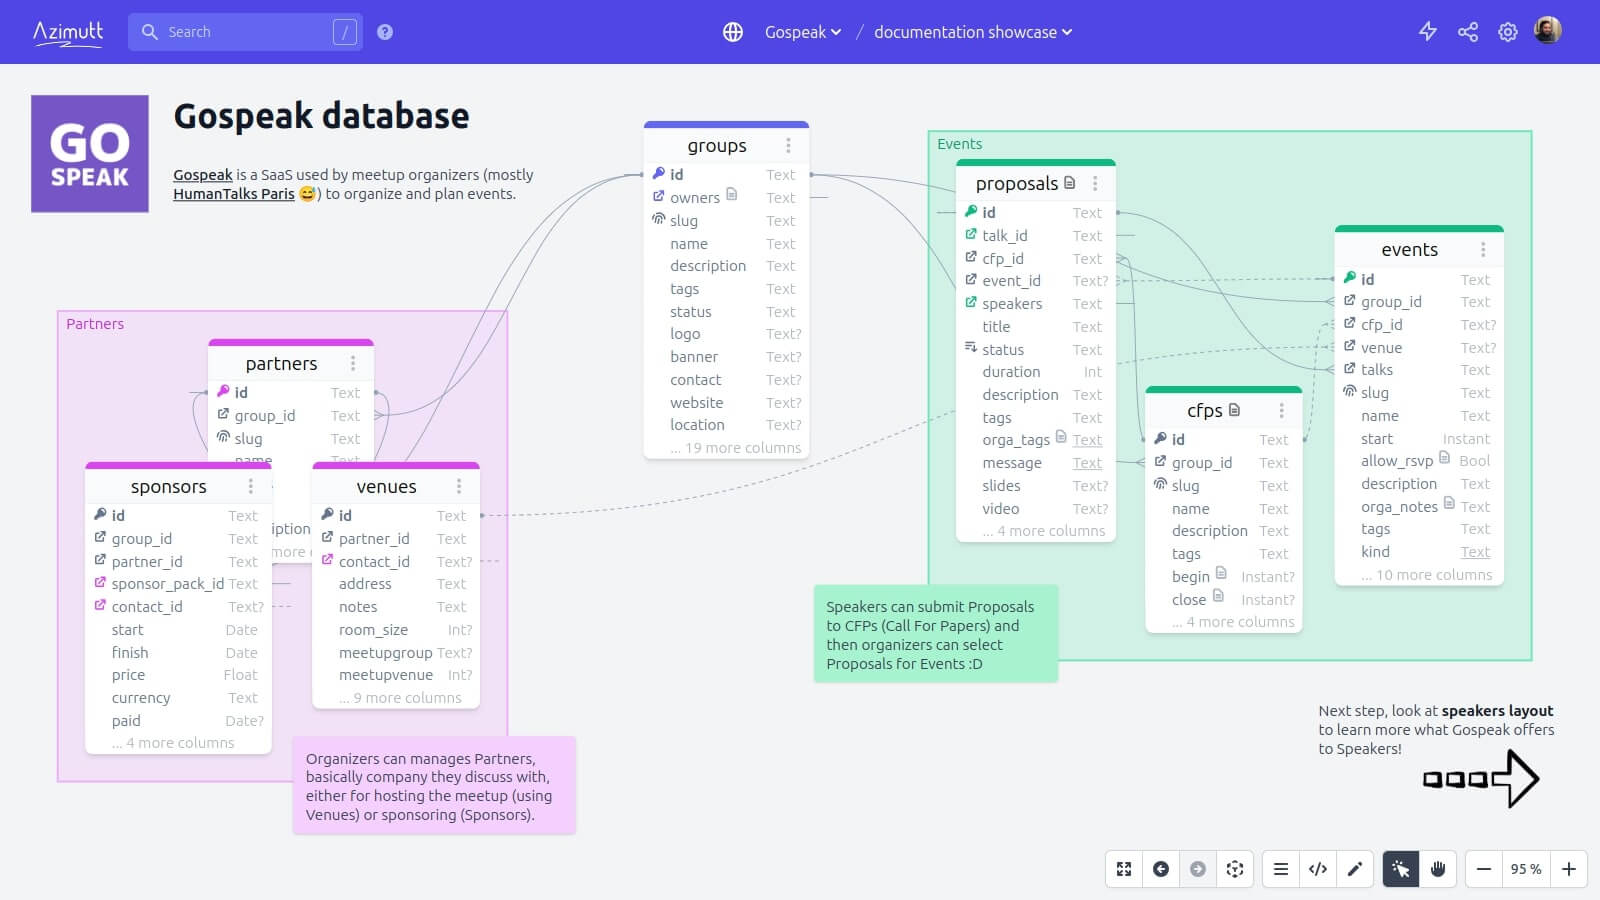 Azimutt
Search
/
?
Gospeak
/
documentation showcase
GO
SPEAK
Gospeak database
Gospeak is a SaaS used by meetup organizers (mostly
HumanTalks Paris 😅) to organize and plan events.
groups
id Text
owners Text
slug Text
name Text
description Text
tags Text
status Text
logo Text?
banner Text?
contact Text?
website Text?
location Text?
... 19 more columns
Events
proposals
id Text
talk_id Text
cfp_id Text
event_id Text?
speakers Text
title Text
status Text
duration Int
description Text
tags Text
orga_tags Text
message Text
slides Text?
video Text?
... 4 more columns
events
id Text
group_id Text
cfp_id Text?
venue Text?
talks Text
slug Text
name Text
start Instant
allow_rsvp Bool
description Text
orga_notes Text
tags Text
kind Text
... 10 more columns
cfps
id Text
group_id Text
slug Text
name Text
description Text
tags Text
begin Instant?
close Instant?
... 4 more columns
Partners
partners
id Text
group_id Text
slug Text
name Text
iption
more
sponsors
id Text
group_id Text
partner_id Text
sponsor_pack_id Text
contact_id Text?
start Date
finish Date
price Float
currency Text
paid Date?
... 4 more columns
venues
id Text
partner_id Text
contact_id Text?
address Text
notes Text
room_size Int?
meetupgroup Text?
meetupvenue Int?
... 9 more columns
Speakers can submit Proposals
to CFPs (Call For Papers) and
then organizers can select
Proposals for Events :D
Organizers can manages Partners,
basically company they discuss with,
either for hosting the meetup (using
Venues) or sponsoring (Sponsors).
Next step, look at speakers layout
to learn more what Gospeak offers
to Speakers!
95 %